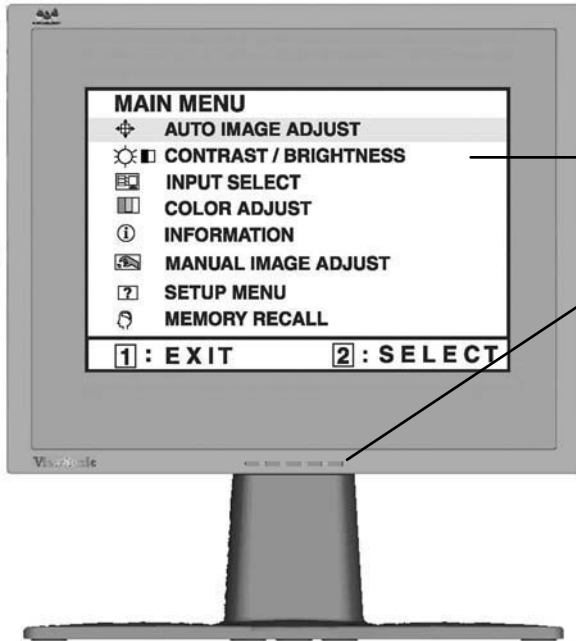 MAIN MENU
AUTO IMAGE ADJUST
CONTRAST / BRIGHTNESS
INPUT SELECT
COLOR ADJUST
INFORMATION
MANUAL IMAGE ADJUST
? SETUP MENU
MEMORY RECALL
1 : EXIT 2 : SELECT
ViewSonic